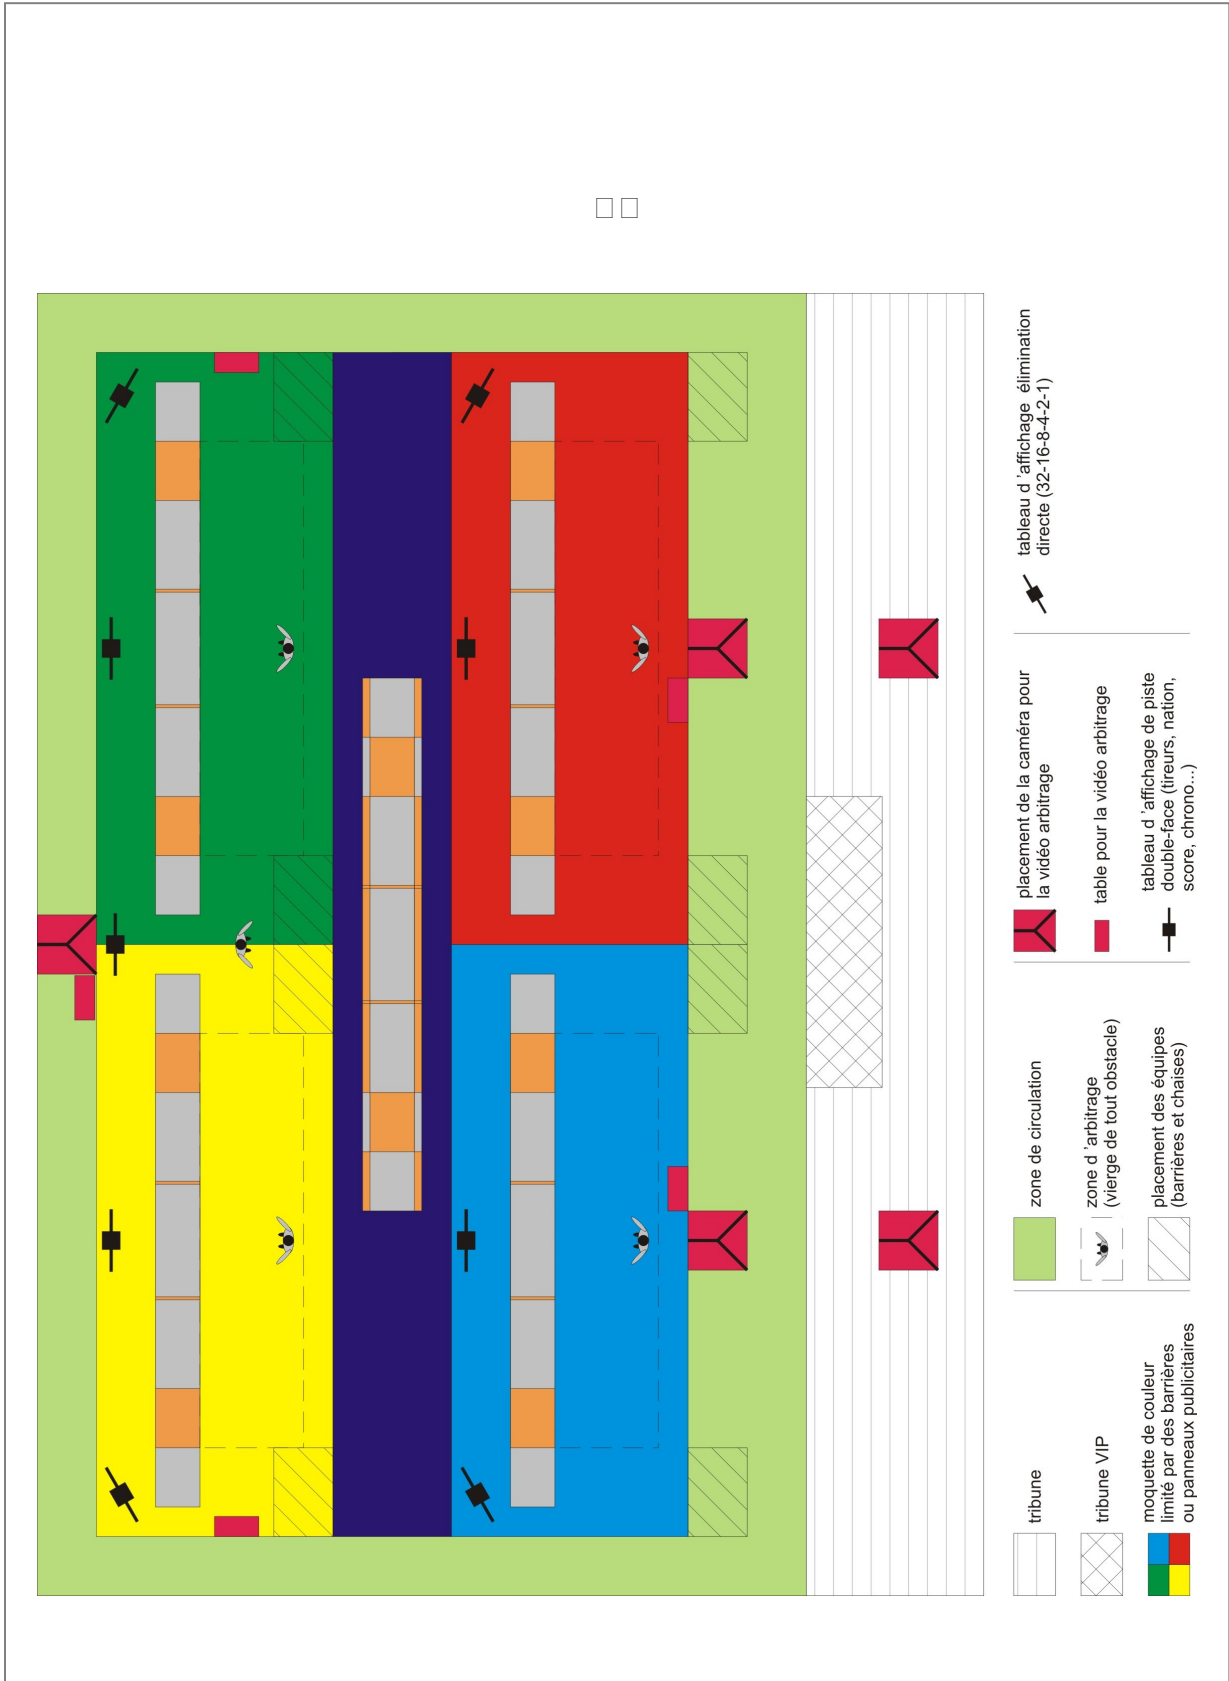 tribune
tribune VIP
moquette de couleur
limité par des barrières
ou panneaux publicitaires
zone de circulation
zone d 'arbitrage
(vierge de tout obstacle)
placement des équipes
(barrières et chaises)
placement de la caméra pour
la vidéo arbitrage
table pour la vidéo arbitrage
tableau d 'affichage de piste
double-face (tireurs, nation,
score, chrono...)
tableau d 'affichage élimination
directe (32-16-8-4-2-1)